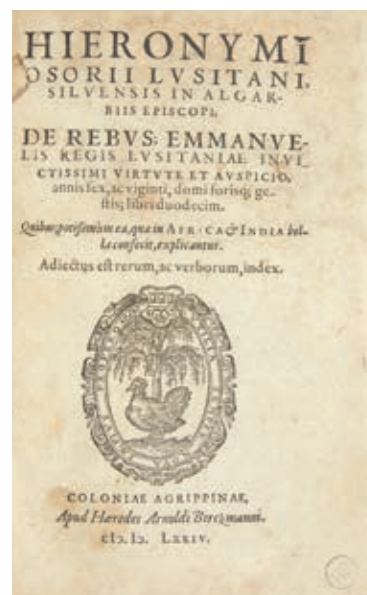 HIERONYMI
OSORII LVSITANI,
SILVENSIS IN ALGAR-
BIIS EPISCOPI,
DE REBVS; EMMANVE-
LIS REGIS LVSITANIAE INVI-
CTISSIMI VIRTVTE ET AVSPICIO,
annis sex, ac viginti, domi forisq; ge-
stis; libri duodecim.
Quibus potissimum ea, quæ in AFRICA & INDIA bel-
la confecit, explicantur.
Adiectus est rerum, ac verborum, index.
COLONIAE AGRIPPINAE,
Apud Hæredes Arnoldi Birckmanni.
cIɔ. Iɔ. LXXIV.